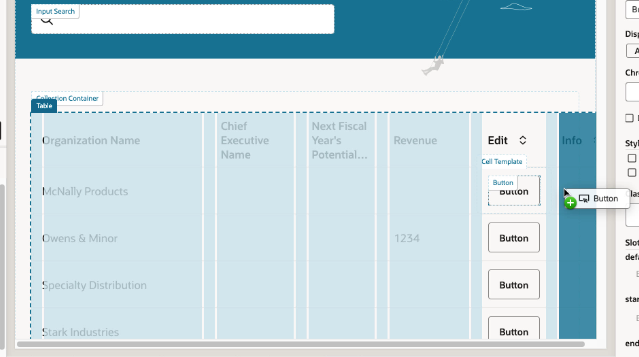 Input Search
Collection Container
Table
Organization Name
Chief
Executive
Name
Next Fiscal
Year's
Potential...
Revenue
Edit
Info
Cell Template
McNally Products
Button
Button
Button
Owens & Minor
1234
Button
Specialty Distribution
Button
Stark Industries
Button
Disp
Chr
Styl
Slot
defa
star
end